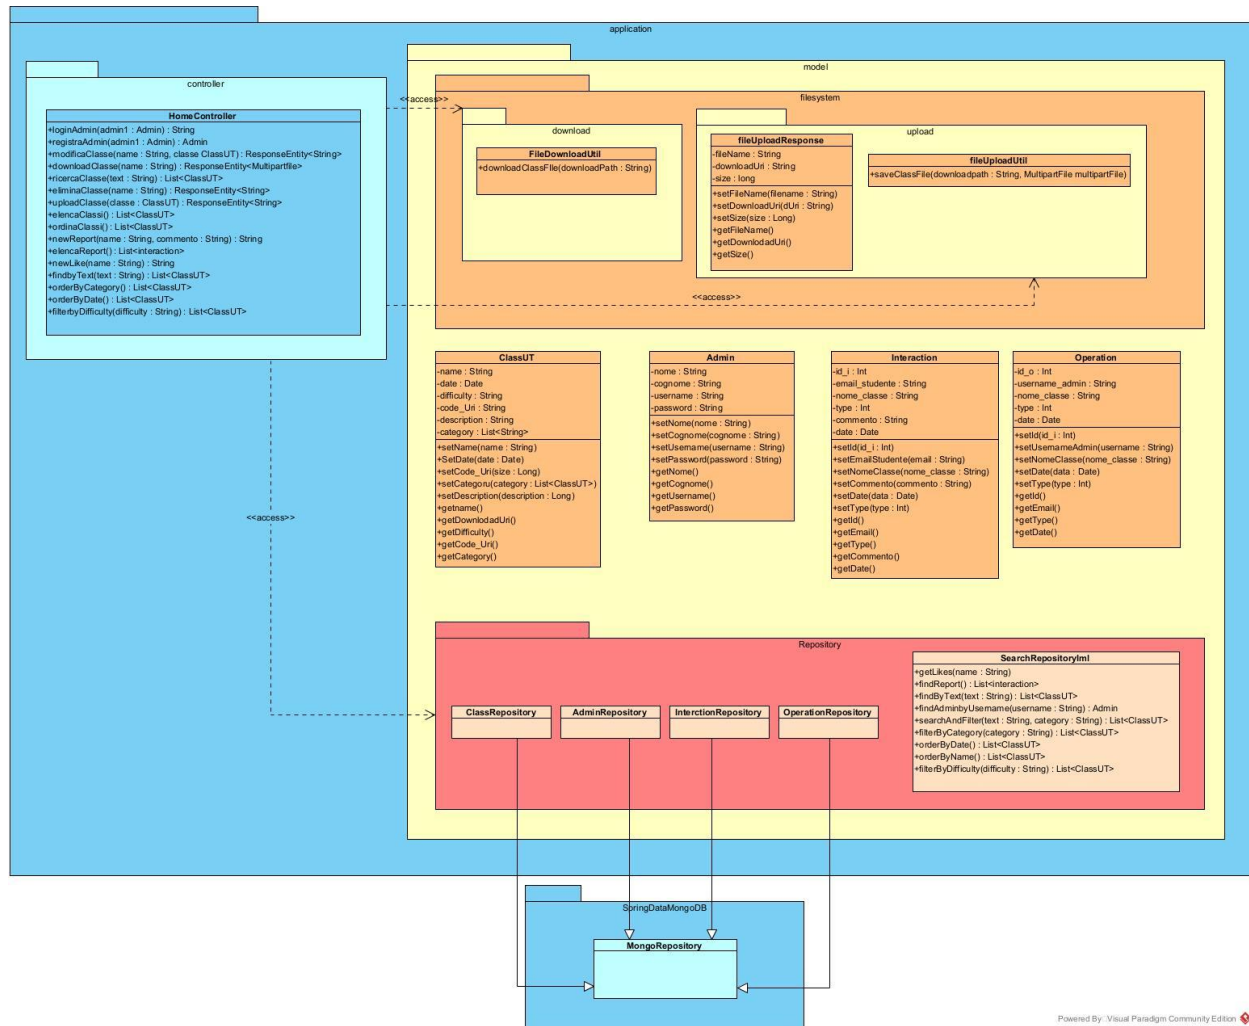 application
controller
HomeController
+loginAdmin(admin1 : Admin) : String
+registraAdmin(admin1 : Admin) : Admin
+modificaClasse(name : String, classe ClassUT) : ResponseEntity<String>
+downloadClasse(name : String) : ResponseEntity<Multipartfile>
+ricercaClasse(text : String) : List<ClassUT>
+eliminaClasse(name : String) : ResponseEntity<String>
+uploadClasse(classe : ClassUT) : ResponseEntity<String>
+elencaClassi() : List<ClassUT>
+ordinaClassi() : List<ClassUT>
+newReport(name : String, commento : String) : String
+elencaReport() : List<interaction>
+newLike(name : String) : String
+findbyText(text : String) : List<ClassUT>
+orderByCategory() : List<ClassUT>
+orderByDate() : List<ClassUT>
+filterbyDifficulty(difficulty : String) : List<ClassUT>
<<access>>
<<access>>
<<access>>
model
filesystem
download
FileDownloadUtil
+downloadClassFIle(downloadPath : String)
upload
fileUploadResponse
-fileName : String
-downloadUri : String
-size : long
+setFileName(filename : String)
+setDownloadUri(dUri : String)
+setSize(size : Long)
+getFileName()
+getDownlodadUri()
+getSize()
fileUploadUtil
+saveClassFile(downloadpath : String, MultipartFile multipartFile)
ClassUT
-name : String
-date : Date
-difficulty : String
-code_Uri : String
-description : String
-category : List<String>
+setName(name : String)
+SetDate(date : Date)
+setCode_Uri(size : Long)
+setCategoru(category : List<ClassUT>)
+setDescription(description : Long)
+getname()
+getDownlodadUri()
+getDifficulty()
+getCode_Uri()
+getCategory()
Admin
-nome : String
-cognome : String
-username : String
-password : String
+setNome(nome : String)
+setCognome(cognome : String)
+setUsername(username : String)
+setPassword(password : String)
+getNome()
+getCognome()
+getUsername()
+getPassword()
Interaction
-id_i : Int
-email_studente : String
-nome_classe : String
-type : Int
-commento : String
-date : Date
+setId(id_i : Int)
+setEmailStudente(email : String)
+setNomeClasse(nome_classe : String)
+setCommento(commento : String)
+setDate(data : Date)
+setType(type : Int)
+getId()
+getEmail()
+getType()
+getCommento()
+getDate()
Operation
-id_o : Int
-username_admin : String
-nome_classe : String
-type : Int
-date : Date
+setId(id_i : Int)
+setUsernameAdmin(username : String)
+setNomeClasse(nome_classe : String)
+setDate(data : Date)
+setType(type : Int)
+getId()
+getEmail()
+getType()
+getDate()
Repository
ClassRepository
AdminRepository
InterctionRepository
OperationRepository
SearchRepositoryIml
+getLikes(name : String)
+findReport() : List<interaction>
+findByText(text : String) : List<ClassUT>
+findAdminbyUsername(username : String) : Admin
+searchAndFilter(text : String, category : String) : List<ClassUT>
+filterByCategory(category : String) : List<ClassUT>
+orderByDate() : List<ClassUT>
+orderByName() : List<ClassUT>
+filterByDifficulty(difficulty : String) : List<ClassUT>
SpringDataMongoDB
MongoRepository
Powered By: Visual Paradigm Community Edition